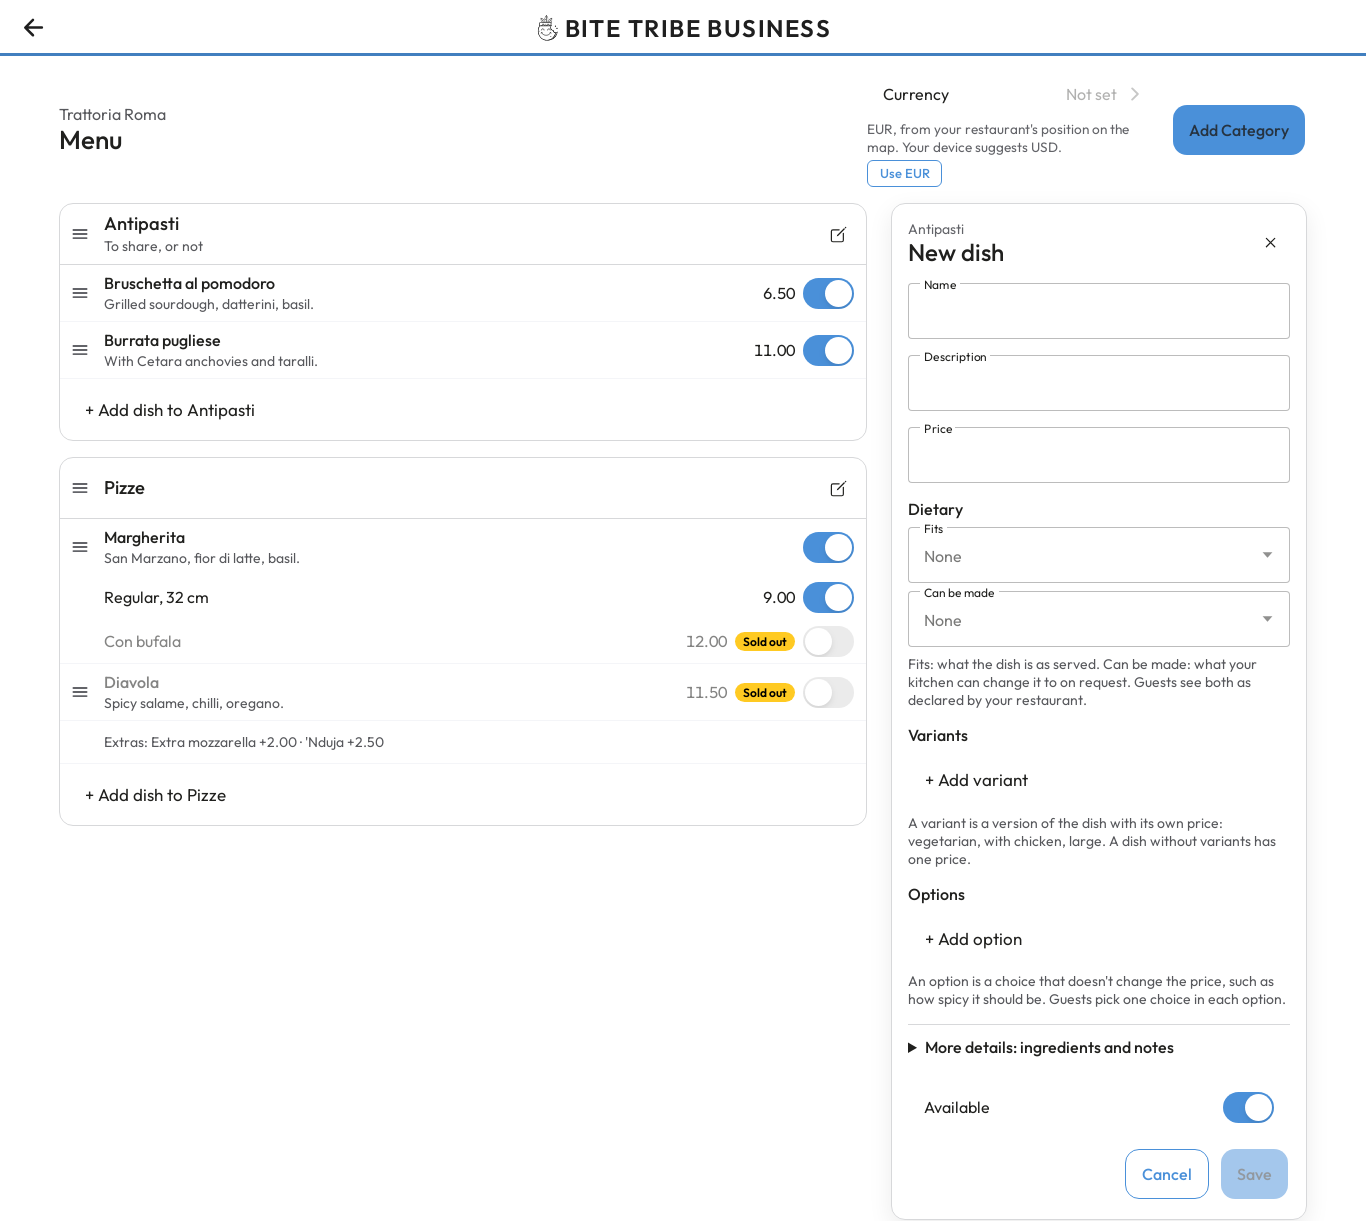 BITE TRIBE BUSINESS
Trattoria Roma
Menu
Currency
Not set
EUR, from your restaurant's position on the
map. Your device suggests USD.
Use EUR
Add Category
Antipasti
To share, or not
Bruschetta al pomodoro
Grilled sourdough, datterini, basil.
6.50
Burrata pugliese
With Cetara anchovies and taralli.
11.00
+ Add dish to Antipasti
Pizze
Margherita
San Marzano, fior di latte, basil.
Regular, 32 cm
9.00
Con bufala
12.00
Sold out
Diavola
Spicy salame, chilli, oregano.
11.50
Sold out
Extras: Extra mozzarella +2.00 · 'Nduja +2.50
+ Add dish to Pizze
Antipasti
New dish
Name
Description
Price
Dietary
Fits
None
Can be made
None
Fits: what the dish is as served. Can be made: what your
kitchen can change it to on request. Guests see both as
declared by your restaurant.
Variants
+ Add variant
A variant is a version of the dish with its own price:
vegetarian, with chicken, large. A dish without variants has
one price.
Options
+ Add option
An option is a choice that doesn't change the price, such as
how spicy it should be. Guests pick one choice in each option.
More details: ingredients and notes
Available
Cancel
Save